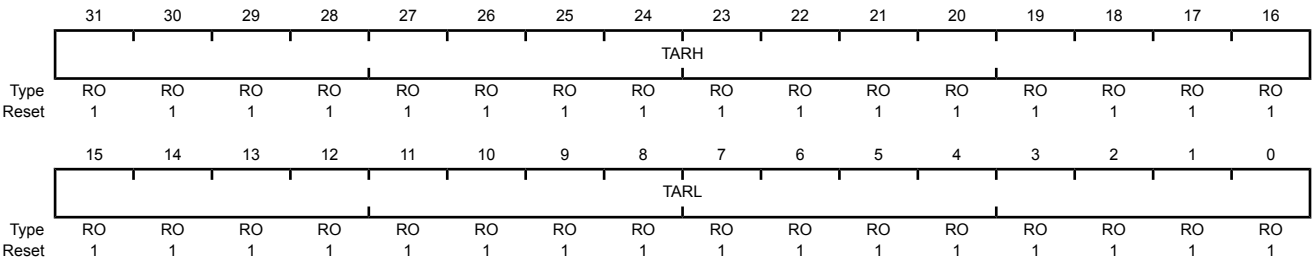 31 30 29 28 27 26 25 24 23 22 21 20 19 18 17 16
TARH
Type RO RO RO RO RO RO RO RO RO RO RO RO RO RO RO RO
Reset 1 1 1 1 1 1 1 1 1 1 1 1 1 1 1 1
15 14 13 12 11 10 9 8 7 6 5 4 3 2 1 0
TARL
Type RO RO RO RO RO RO RO RO RO RO RO RO RO RO RO RO
Reset 1 1 1 1 1 1 1 1 1 1 1 1 1 1 1 1